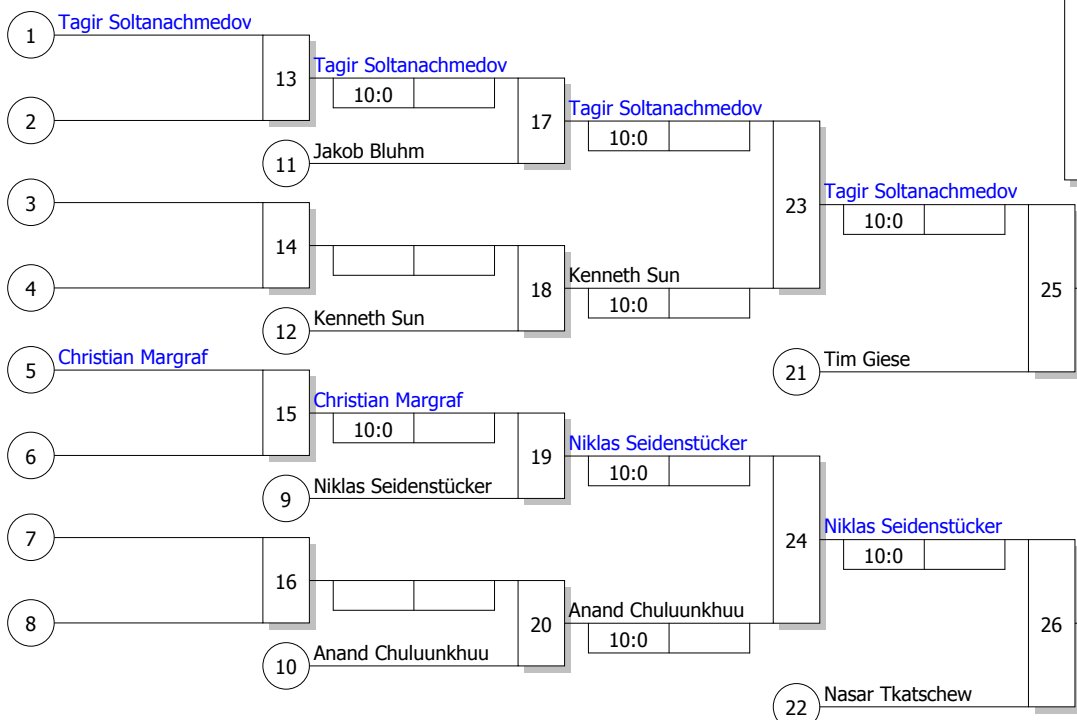 1 Tagir Soltanachmedov
13 Tagir Soltanachmedov
10:0
2
17 Tagir Soltanachmedov
10:0
11 Jakob Bluhm
3
23 Tagir Soltanachmedov
10:0
14
4
18 Kenneth Sun
10:0
25
12 Kenneth Sun
5 Christian Margraf
21 Tim Giese
15 Christian Margraf
10:0
6
19 Niklas Seidenstücker
10:0
9 Niklas Seidenstücker
7
24 Niklas Seidenstücker
10:0
16
8
20 Anand Chuluunkhuu
10:0
26
10 Anand Chuluunkhuu
22 Nasar Tkatschew